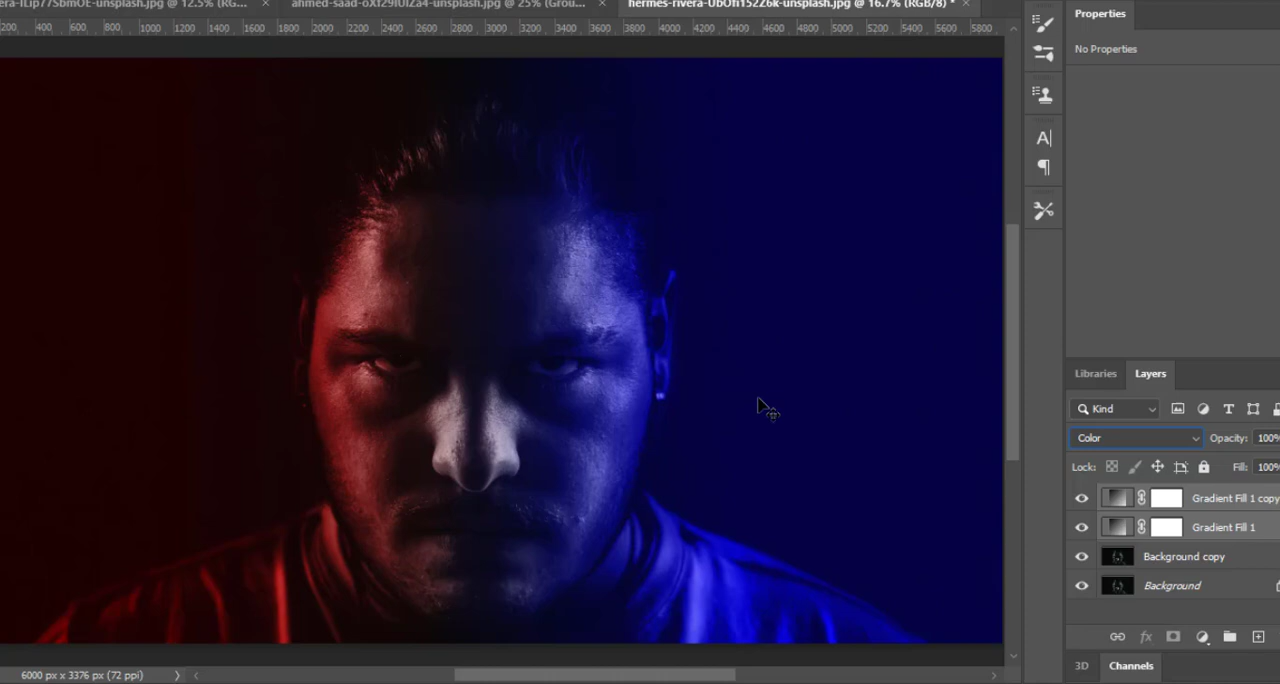 era-ILip77SbmOE-unsplash.jpg @ 12.5% (RG... × ahmed-saad-oXf29IUIZa4-unsplash.jpg @ 25% (Grou... × hermes-rivera-UbOfI152Z6k-unsplash.jpg @ 16.7% (RGB/8) * ×
200 400 600 800 1000 1200 1400 1600 1800 2000 2200 2400 2600 2800 3000 3200 3400 3600 3800 4000 4200 4400 4600 4800 5000 5200 5400 5600 5800
Properties
No Properties
Libraries Layers
Kind
Color Opacity: 100%
Lock: Fill: 100%
Gradient Fill 1 copy
Gradient Fill 1
Background copy
Background
3D Channels
6000 px x 3376 px (72 ppi)